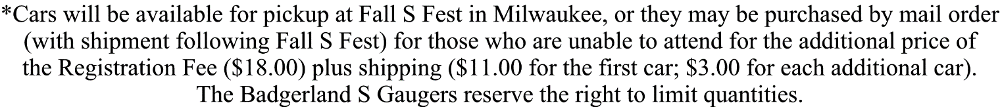 *Cars will be available for pickup at Fall S Fest in Milwaukee, or they may be purchased by mail order
(with shipment following Fall S Fest) for those who are unable to attend for the additional price of
the Registration Fee ($18.00) plus shipping ($11.00 for the first car; $3.00 for each additional car).
The Badgerland S Gaugers reserve the right to limit quantities.